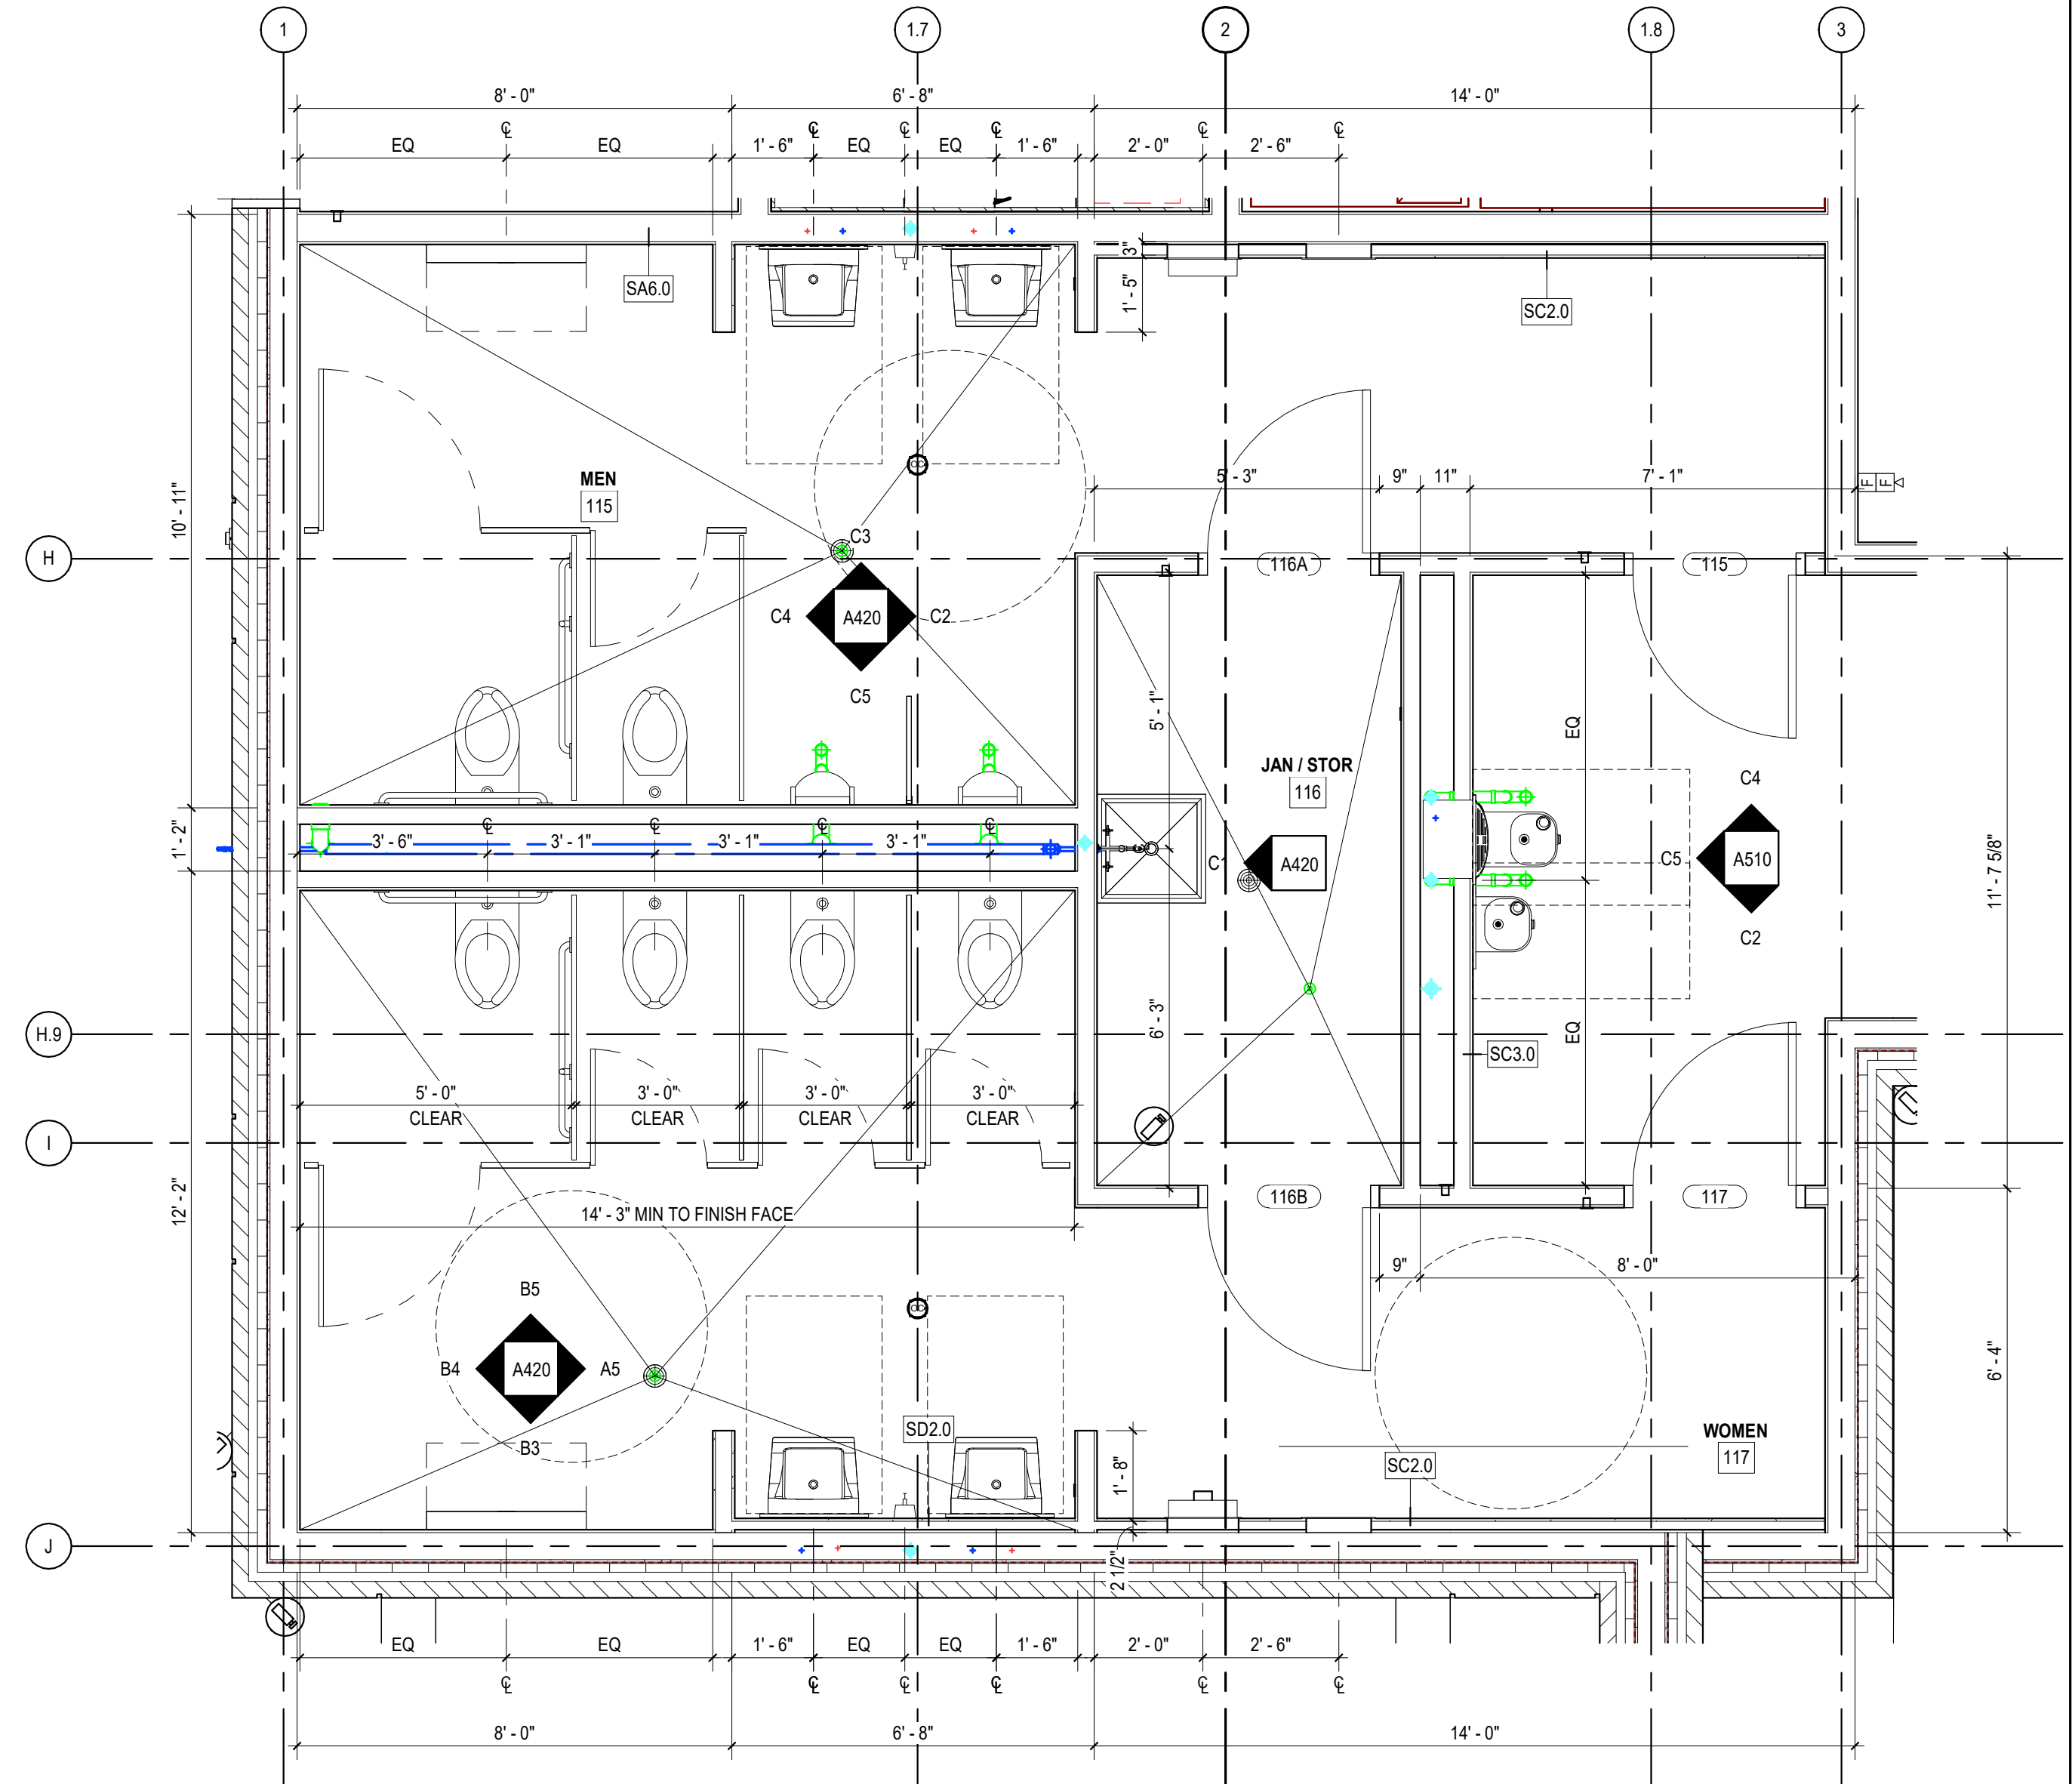 1
1.7
2
1.8
3
8' - 0"
6' - 8"
14' - 0"
EQ
EQ
1' - 6"
EQ
EQ
1' - 6"
2' - 0"
2' - 6"
℄
℄
℄
℄
℄
℄
3"
1' - 5"
SA6.0
SC2.0
MEN
115
10' - 11"
5' - 3"
9"
11"
7' - 1"
F
F
H
C3
C4
A420
C2
C5
116A
115
5' - 1"
EQ
JAN / STOR
116
C4
C5
A510
C2
C1
A420
1' - 2"
3' - 6"
℄
3' - 1"
℄
3' - 1"
℄
3' - 1"
℄
11' - 7 5/8"
6' - 3"
EQ
H.9
SC3.0
5' - 0"
CLEAR
3' - 0"
CLEAR
3' - 0"
CLEAR
3' - 0"
CLEAR
I
12' - 2"
14' - 3" MIN TO FINISH FACE
116B
117
9"
8' - 0"
B5
B4
A420
A5
B3
6' - 4"
SD2.0
SC2.0
WOMEN
117
1' - 8"
2 1/2"
J
EQ
EQ
1' - 6"
EQ
EQ
1' - 6"
2' - 0"
2' - 6"
℄
℄
℄
℄
℄
℄
8' - 0"
6' - 8"
14' - 0"